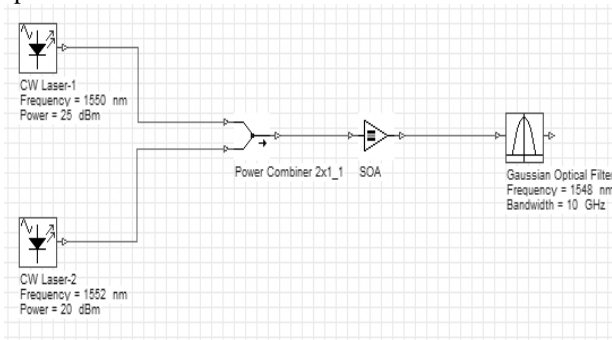 CW Laser-1
Frequency = 1550 nm
Power = 25 dBm
Power Combiner 2x1_1
SOA
Gaussian Optical Filter
Frequency = 1548 nm
Bandwidth = 10 GHz
CW Laser-2
Frequency = 1552 nm
Power = 20 dBm